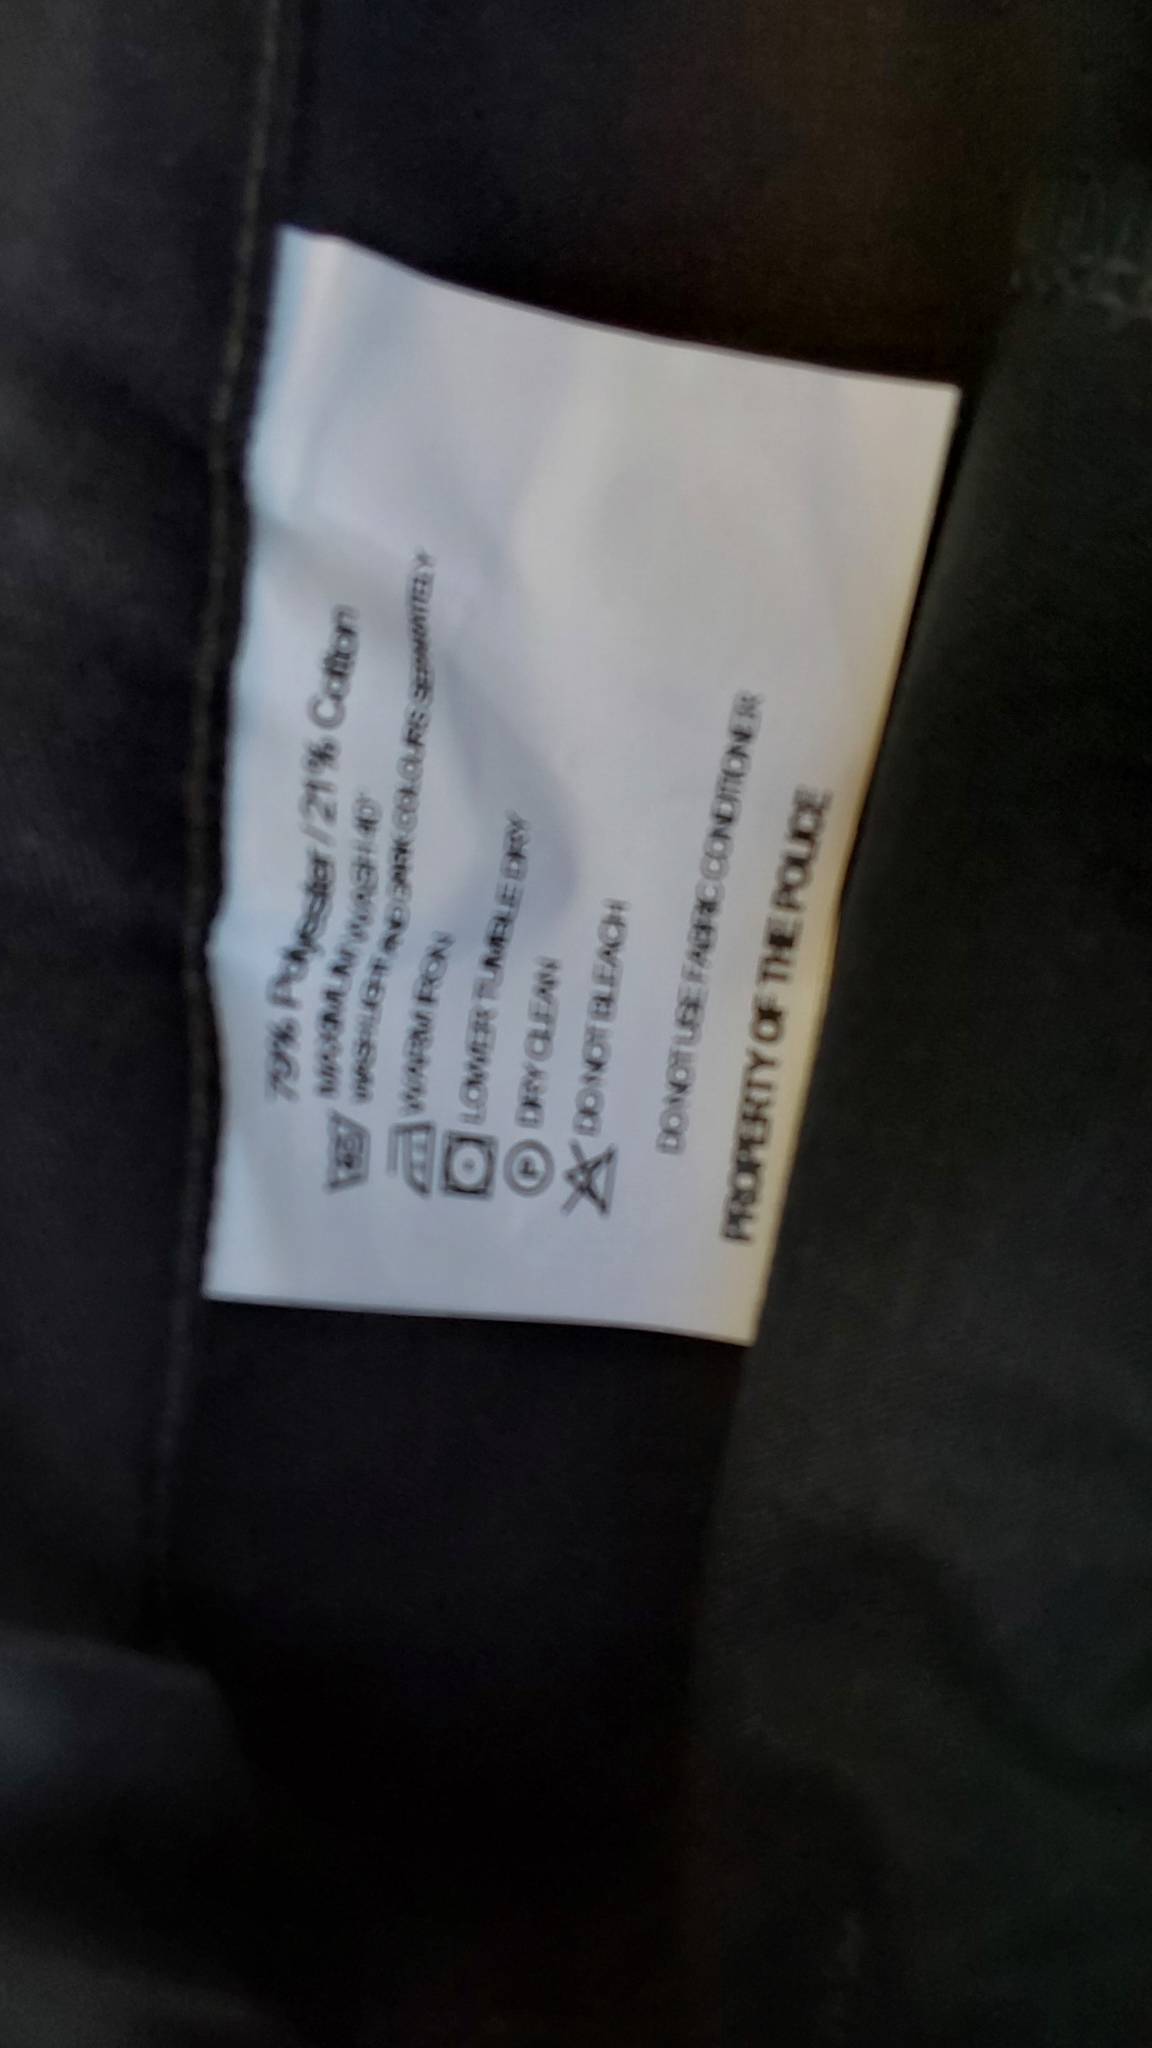 79% Polyester / 21% Cotton
40 MAXIMUM WASH 40°
WASH LIGHT AND DARK COLOURS SEPARATELY
WARM IRON
LOWER TUMBLE DRY
P DRY CLEAN
DO NOT BLEACH
DO NOT USE FABRIC CONDITIONER
PROPERTY OF THE POLICE